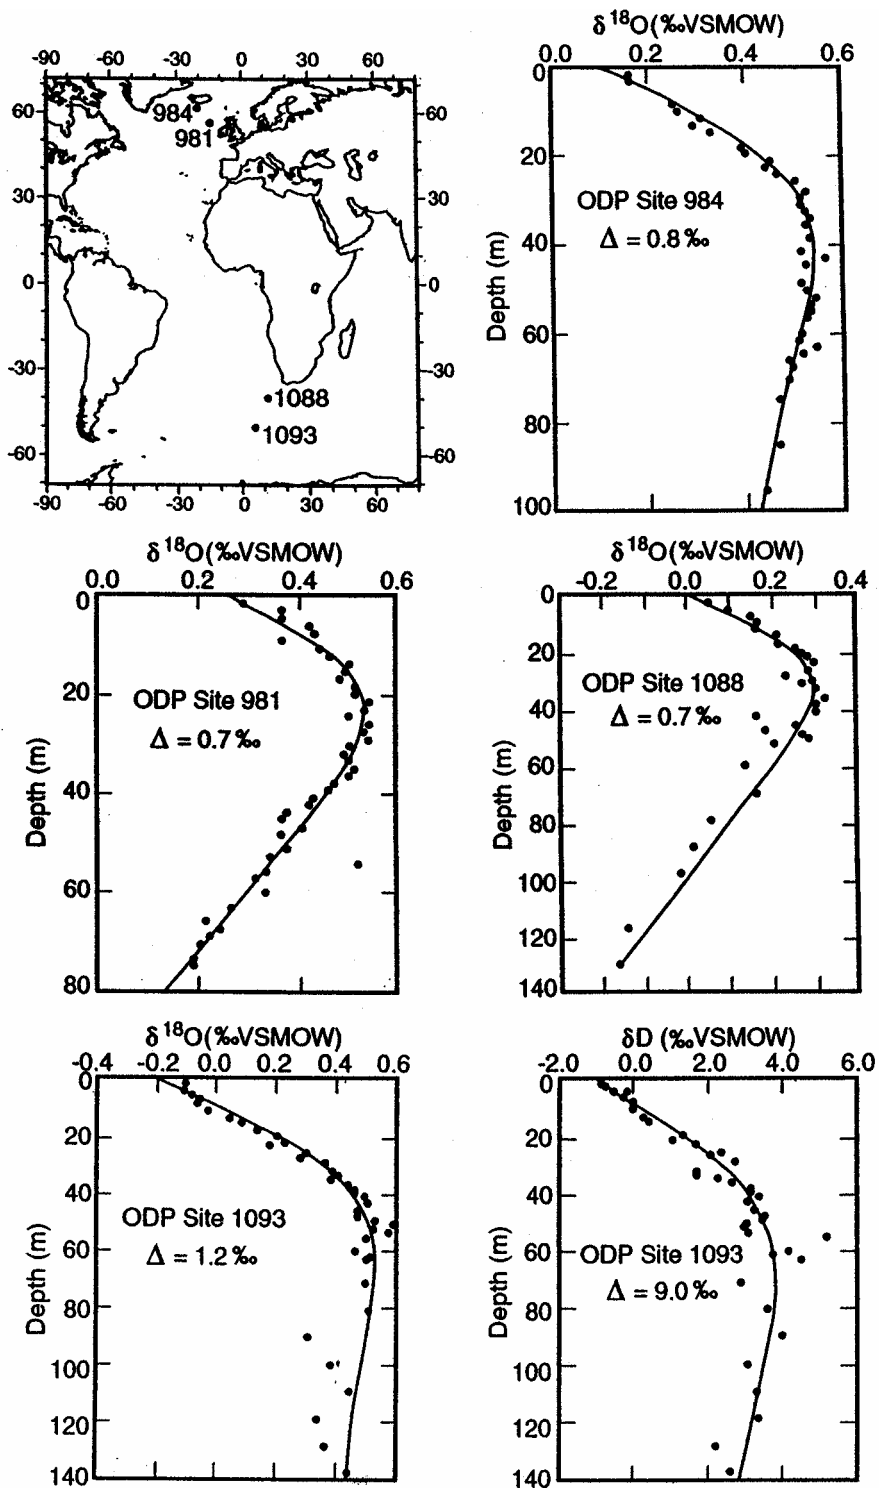 -90 -60 -30 0 30 60
60 60
30 30
0 0
-30 -30
-60 -60
-90 -60 -30 0 30 60
984
981
1088
1093
δ ¹⁸O(‰VSMOW)
0.0 0.2 0.4 0.6
0
20
40
60
80
100
Depth (m)
ODP Site 984
Δ = 0.8‰
δ ¹⁸O(‰VSMOW)
0.0 0.2 0.4 0.6
0
20
40
60
80
Depth (m)
ODP Site 981
Δ = 0.7‰
δ ¹⁸O(‰VSMOW)
-0.2 0.0 0.2 0.4
0
20
40
60
80
100
120
140
Depth (m)
ODP Site 1088
Δ = 0.7‰
δ ¹⁸O(‰VSMOW)
-0.4 -0.2 0.0 0.2 0.4 0.6
0
20
40
60
80
100
120
140
Depth (m)
ODP Site 1093
Δ = 1.2‰
δD (‰VSMOW)
-2.0 0.0 2.0 4.0 6.0
0
20
40
60
80
100
120
140
Depth (m)
ODP Site 1093
Δ = 9.0‰